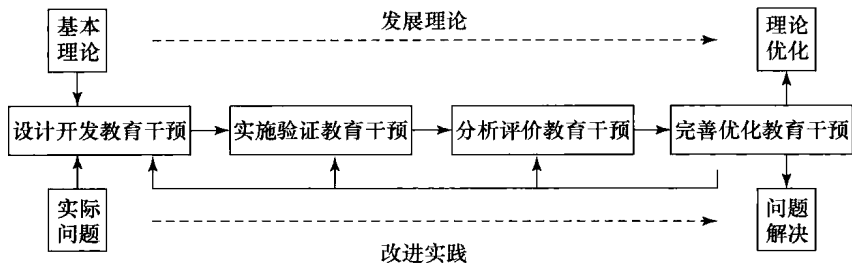 基本
理论
发展理论
理论
优化
设计开发教育干预
实施验证教育干预
分析评价教育干预
完善优化教育干预
实际
问题
改进实践
问题
解决